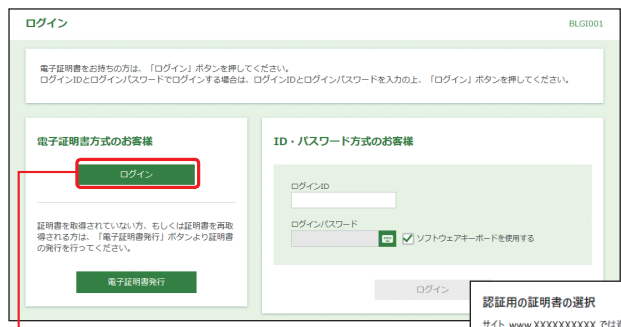 ログイン
BLGI001
電子証明書をお持ちの方は、「ログイン」ボタンを押してください。
ログインIDとログインパスワードでログインする場合は、ログインIDとログインパスワードを入力の上、「ログイン」ボタンを押してください。
電子証明書方式のお客様
ログイン
証明書を取得されていない方、もしくは証明書を再取
得される方は、「電子証明書発行」ボタンより証明書
の発行を行ってください。
電子証明書発行
ID・パスワード方式のお客様
ログインID
ログインパスワード
ソフトウェアキーボードを使用する
ログイン
認証用の証明書の選択
サイト www.XXXXXXXXXX では